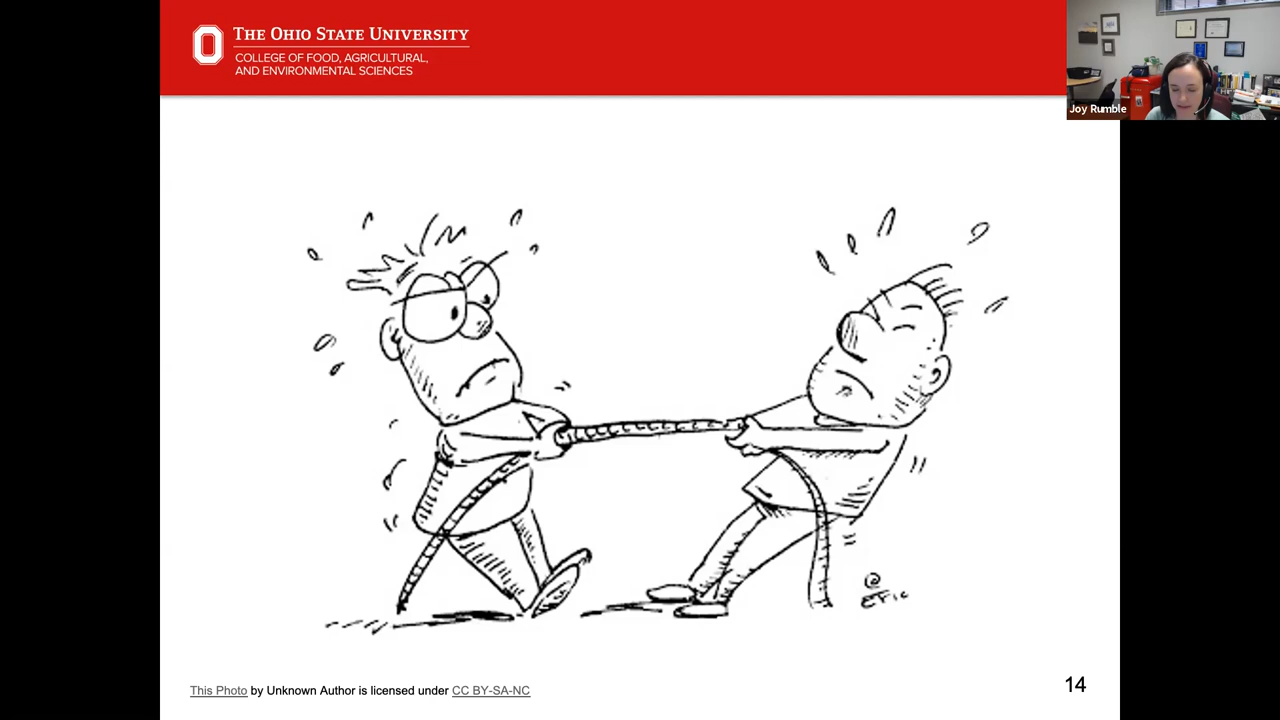 THE OHIO STATE UNIVERSITY
COLLEGE OF FOOD, AGRICULTURAL,
AND ENVIRONMENTAL SCIENCES
Joy Rumble
©
This Photo by Unknown Author is licensed under CC BY-SA-NC
14